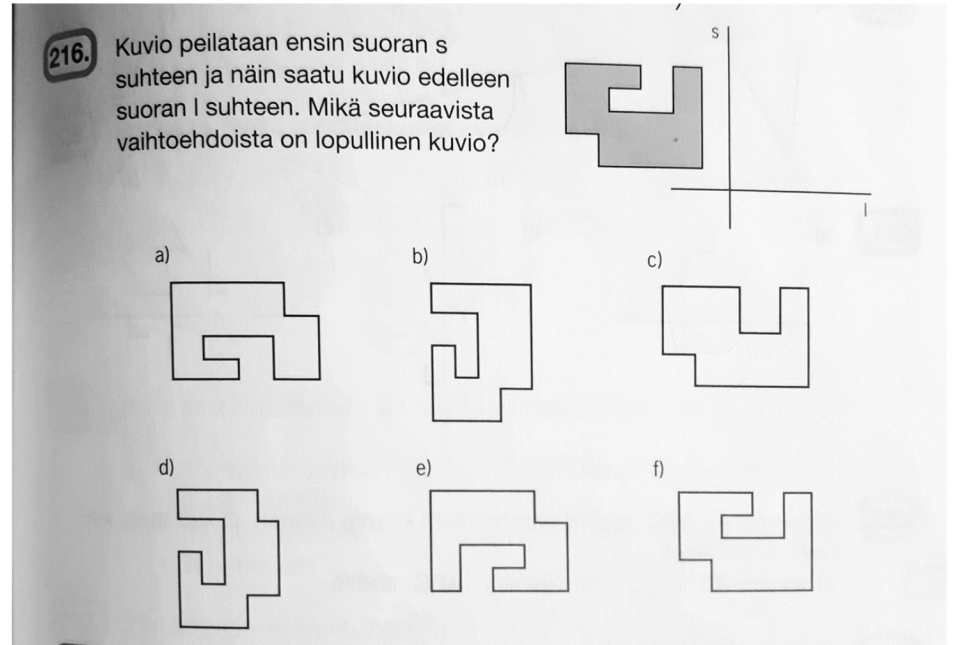 216. Kuvio peilataan ensin suoran s
suhteen ja näin saatu kuvio edelleen
suoran l suhteen. Mikä seuraavista
vaihtoehdoista on lopullinen kuvio?
s
l
a)
b)
c)
d)
e)
f)